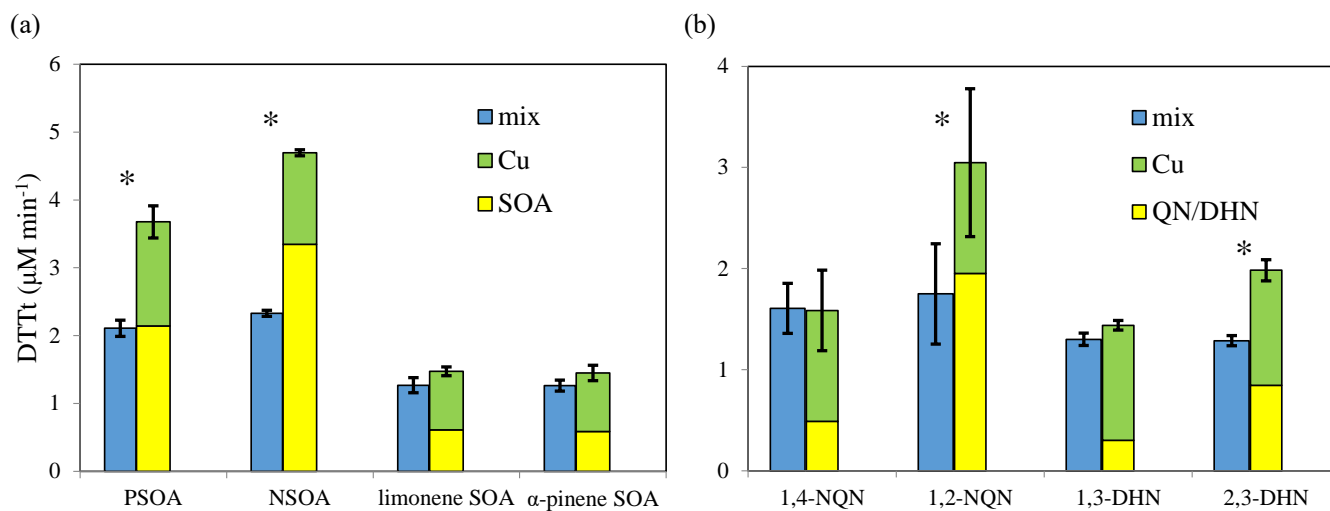 (a)
6
5
4
3
2
1
0
DTTt (μM min-1)
*
*
mix
Cu
SOA
PSOA NSOA limonene SOA α-pinene SOA
(b)
4
3
2
1
0
*
*
mix
Cu
QN/DHN
1,4-NQN 1,2-NQN 1,3-DHN 2,3-DHN